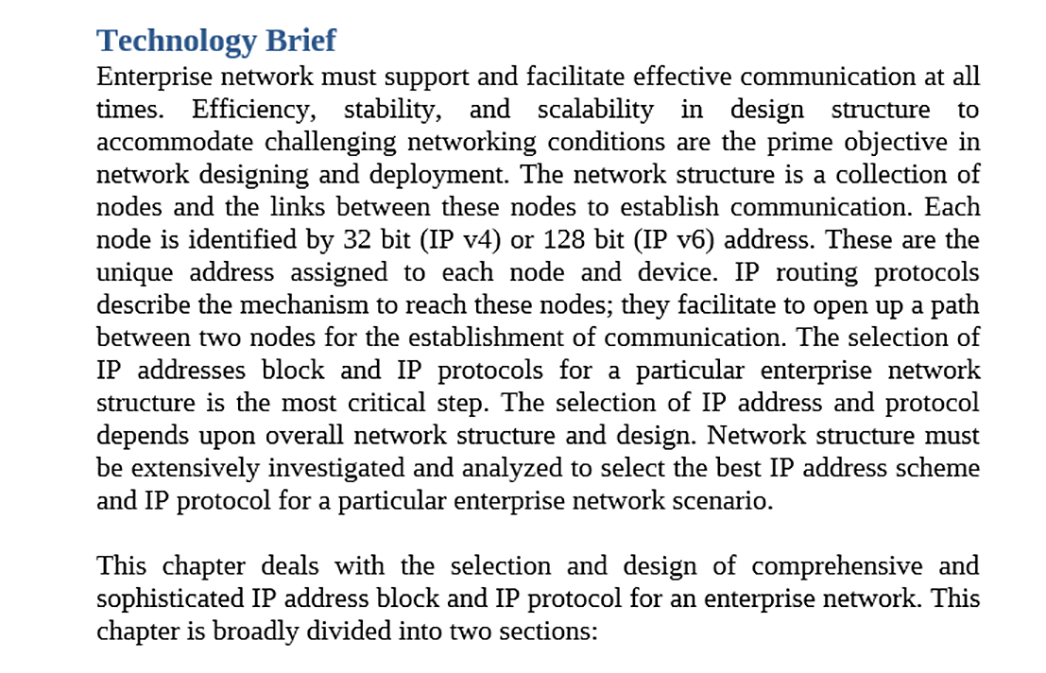 Technology Brief
Enterprise network must support and facilitate effective communication at all
times. Efficiency, stability, and scalability in design structure to
accommodate challenging networking conditions are the prime objective in
network designing and deployment. The network structure is a collection of
nodes and the links between these nodes to establish communication. Each
node is identified by 32 bit (IP v4) or 128 bit (IP v6) address. These are the
unique address assigned to each node and device. IP routing protocols
describe the mechanism to reach these nodes; they facilitate to open up a path
between two nodes for the establishment of communication. The selection of
IP addresses block and IP protocols for a particular enterprise network
structure is the most critical step. The selection of IP address and protocol
depends upon overall network structure and design. Network structure must
be extensively investigated and analyzed to select the best IP address scheme
and IP protocol for a particular enterprise network scenario.
This chapter deals with the selection and design of comprehensive and
sophisticated IP address block and IP protocol for an enterprise network. This
chapter is broadly divided into two sections: